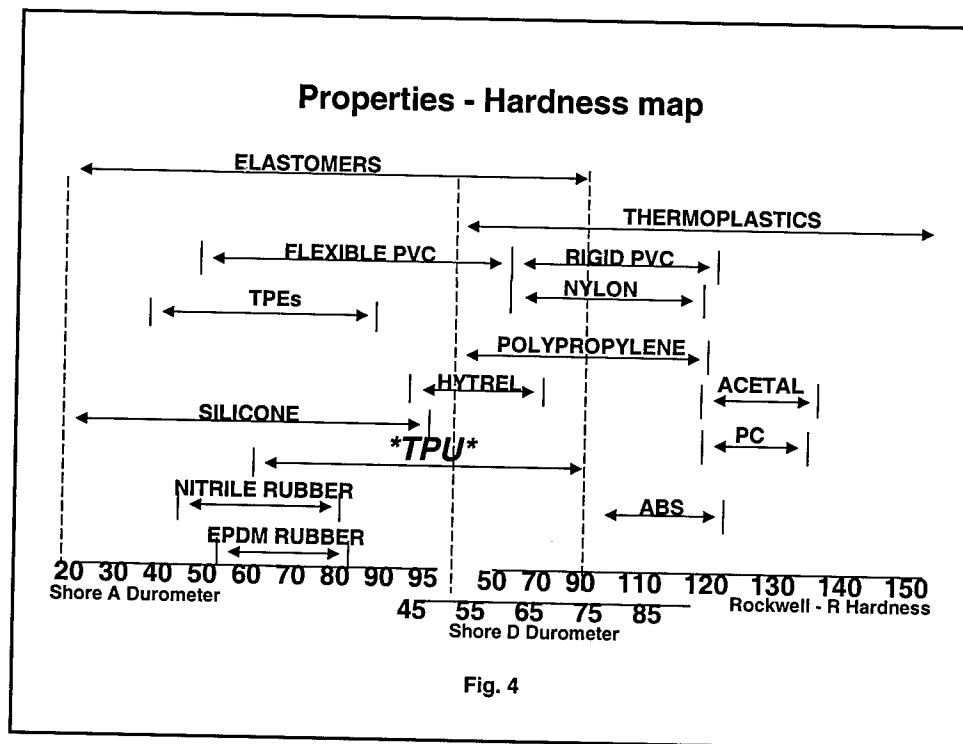 Properties - Hardness map
ELASTOMERS
THERMOPLASTICS
FLEXIBLE PVC RIGID PVC
TPEs NYLON
POLYPROPYLENE
HYTREL ACETAL
SILICONE PC
*TPU*
NITRILE RUBBER ABS
EPDM RUBBER
20 30 40 50 60 70 80 90 95 50 70 90 110 120 130 140 150
Shore A Durometer 45 55 65 75 85 Rockwell - R Hardness
Shore D Durometer
Fig. 4